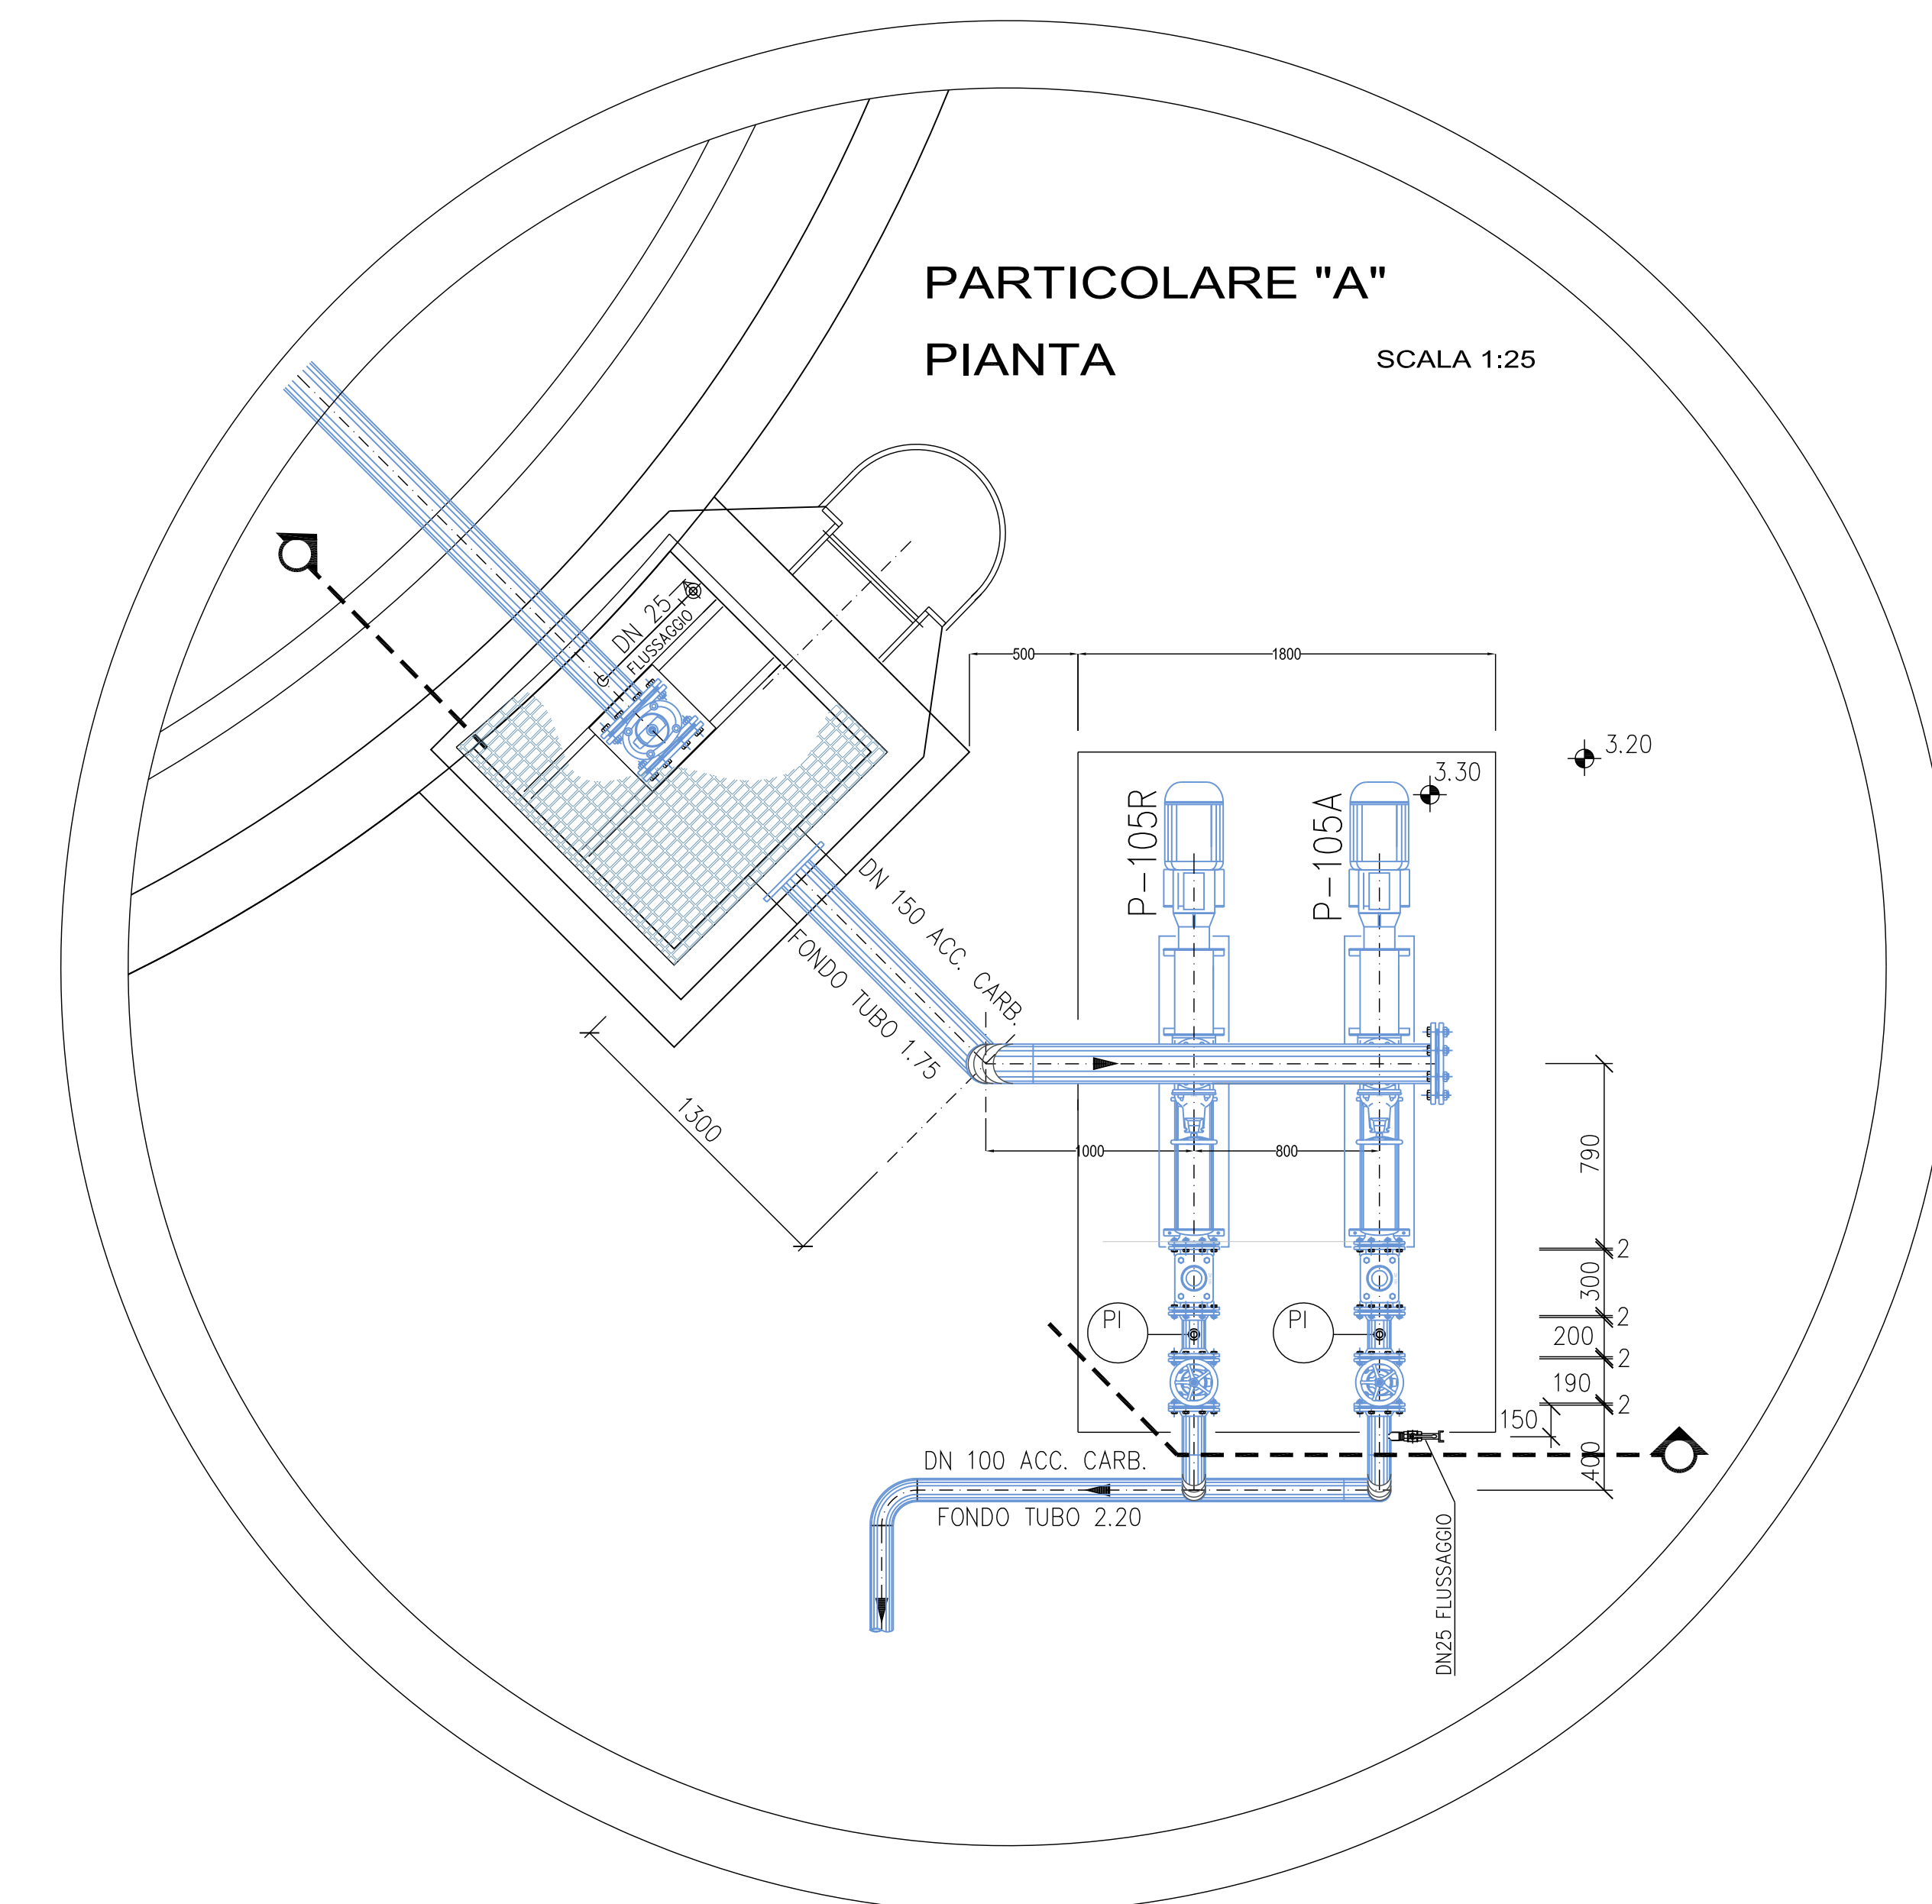 PARTICOLARE "A"
PIANTA
SCALA 1:25
DN 25
FLUSSAGGIO
500
1800
3.20
3.30
P-105R
P-105A
DN 150 ACC. CARB.
FONDO TUBO 1.75
1300
1000
800
790
2
300
2
200
2
190
2
150
400
PI
PI
DN 100 ACC. CARB.
FONDO TUBO 2.20
DN25 FLUSSAGGIO